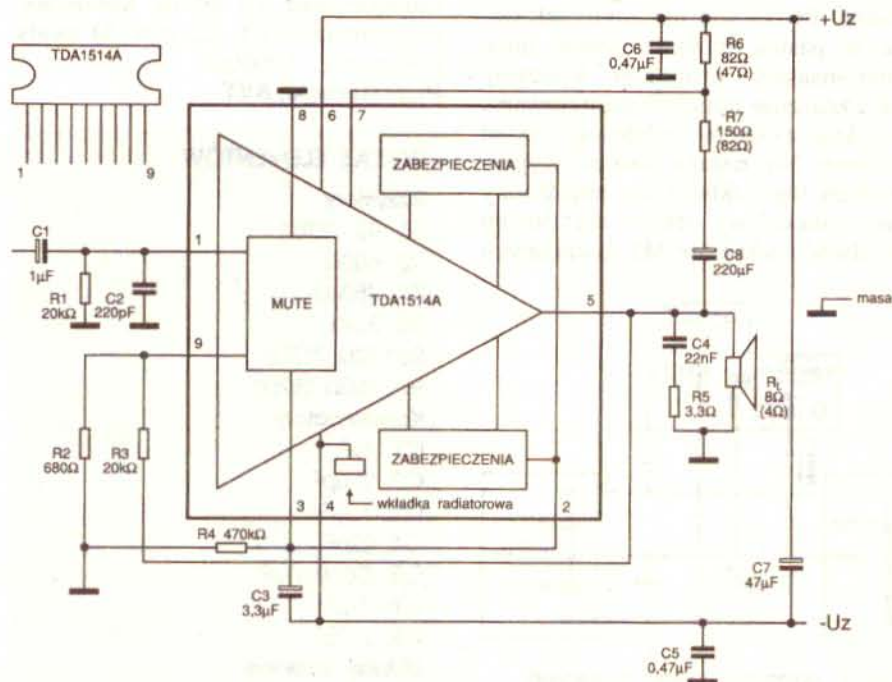 TDA1514A
1
9
+Uz
C6
0,47µF
R6
82Ω
(47Ω)
R7
150Ω
(82Ω)
8
6
7
ZABEZPIECZENIA
C1
1µF
1
R1
20kΩ
C2
220pF
MUTE
TDA1514A
5
C8
220µF
masa
9
C4
22nF
R5
3,3Ω
RL
8Ω
(4Ω)
R2
680Ω
R3
20kΩ
ZABEZPIECZENIA
wkładka radiatorowa
3
4
2
R4 470kΩ
C3
3,3µF
C7
47µF
-Uz
C5
0,47µF